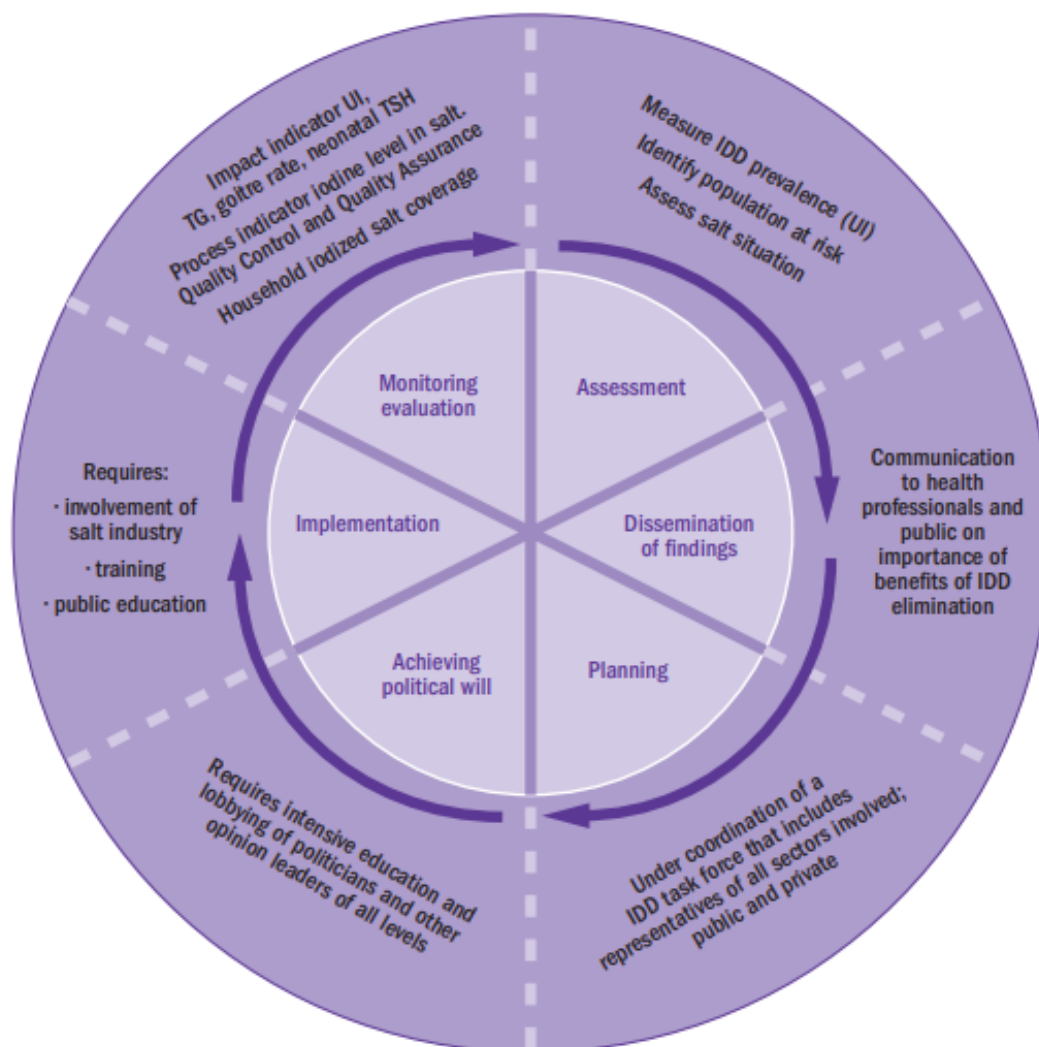 Impact indicator UI,
TG, goitre rate, neonatal TSH
Process indicator iodine level in salt.
Quality Control and Quality Assurance
Household iodized salt coverage
Measure IDD prevalence (UI)
Identify population at risk
Assess salt situation
Monitoring
evaluation
Assessment
Requires:
· involvement of
salt industry
· training
· public education
Implementation
Dissemination
of findings
Communication
to health
professionals and
public on
importance of
benefits of IDD
elimination
Achieving
political will
Planning
Requires intensive education and
lobbying of politicians and other
opinion leaders of all levels
Under coordination of a
IDD task force that includes
representatives of all sectors involved;
public and private